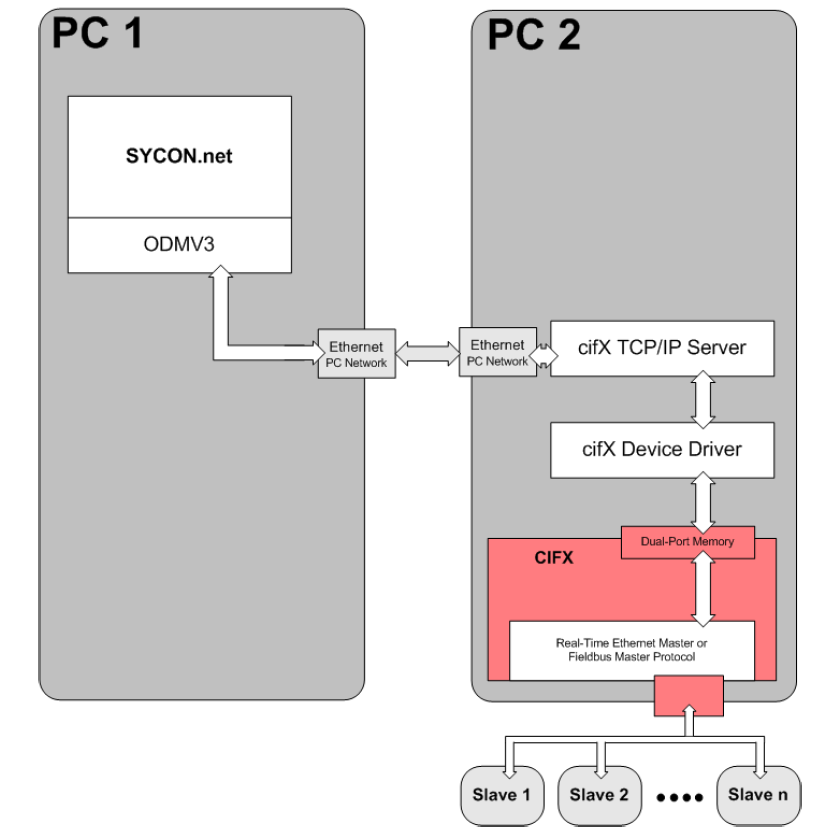 PC 1
SYCON.net
ODMV3
Ethernet
PC Network
PC 2
Ethernet
PC Network
cifX TCP/IP Server
cifX Device Driver
Dual-Port Memory
CIFX
Real-Time Ethernet Master or
Fieldbus Master Protocol
Slave 1
Slave 2
Slave n